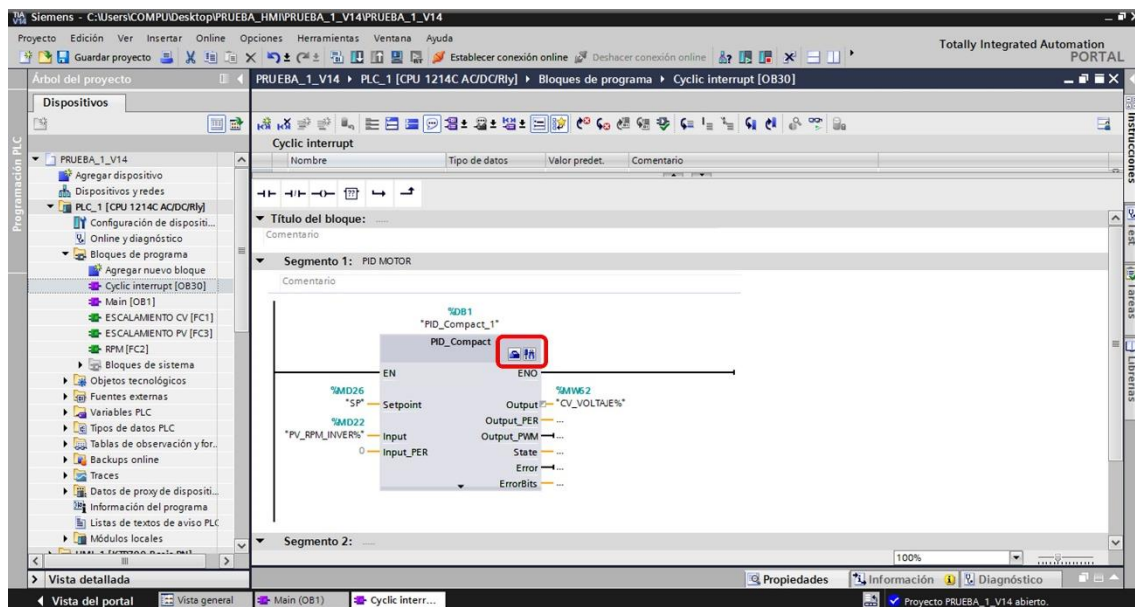 Siemens - C:\Users\COMPU\Desktop\PRUEBA_HMI\PRUEBA_1_V14\PRUEBA_1_V14
Proyecto Edición Ver Insertar Online Opciones Herramientas Ventana Ayuda
Guardar proyecto Establecer conexión online Deshacer conexión online
Totally Integrated Automation
PORTAL
Árbol del proyecto
PRUEBA_1_V14 PLC_1 [CPU 1214C AC/DC/Rly] Bloques de programa Cyclic interrupt [OB30]
Dispositivos
Programación PLC
PRUEBA_1_V14
Agregar dispositivo
Dispositivos y redes
PLC_1 [CPU 1214C AC/DC/Rly]
Configuración de dispositi...
Online y diagnóstico
Bloques de programa
Agregar nuevo bloque
Cyclic interrupt [OB30]
Main [OB1]
ESCALAMIENTO CV [FC1]
ESCALAMIENTO PV [FC3]
RPM [FC2]
Bloques de sistema
Objetos tecnológicos
Fuentes externas
Variables PLC
Tipos de datos PLC
Tablas de observación y for..
Backups online
Traces
Datos de proxy de dispositi...
Información del programa
Listas de textos de aviso PLC
Módulos locales
HMI_1 [KTP700 Basic PN]
Vista detallada
Cyclic interrupt
Nombre Tipo de datos Valor predet. Comentario
Título del bloque: .....
Comentario
Segmento 1: PID MOTOR
Comentario
%DB1
"PID_Compact_1"
PID_Compact
EN ENO
%MD26 %MW62
"SP" Setpoint Output "CV_VOLTAJE%"
%MD22 Output_PER ...
"PV_RPM_INVER%" Input Output_PWM ...
0 Input_PER State ...
Error ...
ErrorBits ...
Segmento 2: .....
100%
Propiedades Información Diagnóstico
Instrucciones
Test
Tareas
Librerías
Vista del portal Vista general Main (OB1) Cyclic interr...
Proyecto PRUEBA_1_V14 abierto.